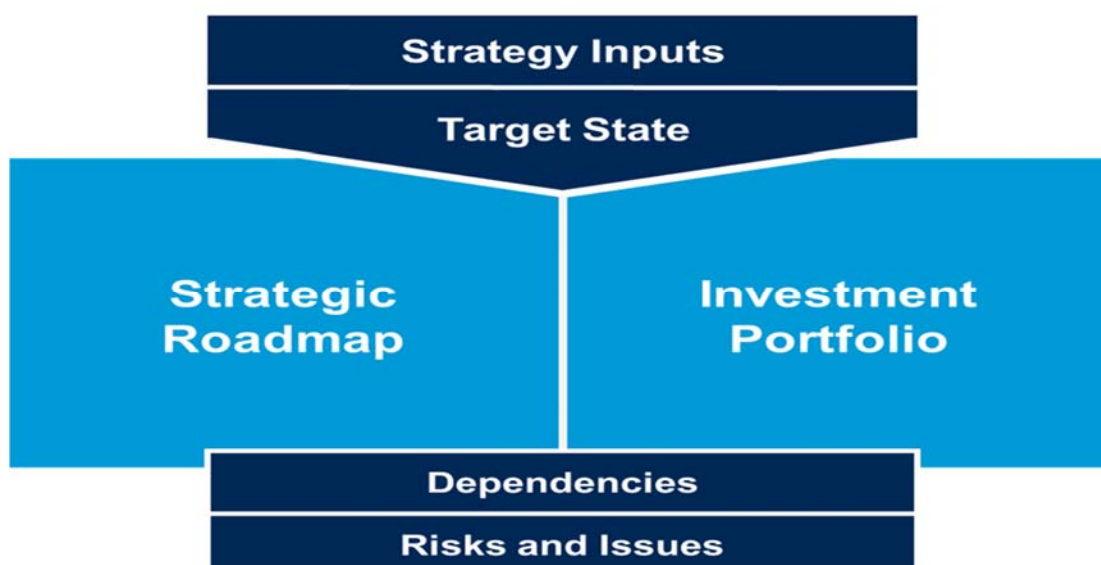 Strategy Inputs
Target State
Strategic
Roadmap
Investment
Portfolio
Dependencies
Risks and Issues